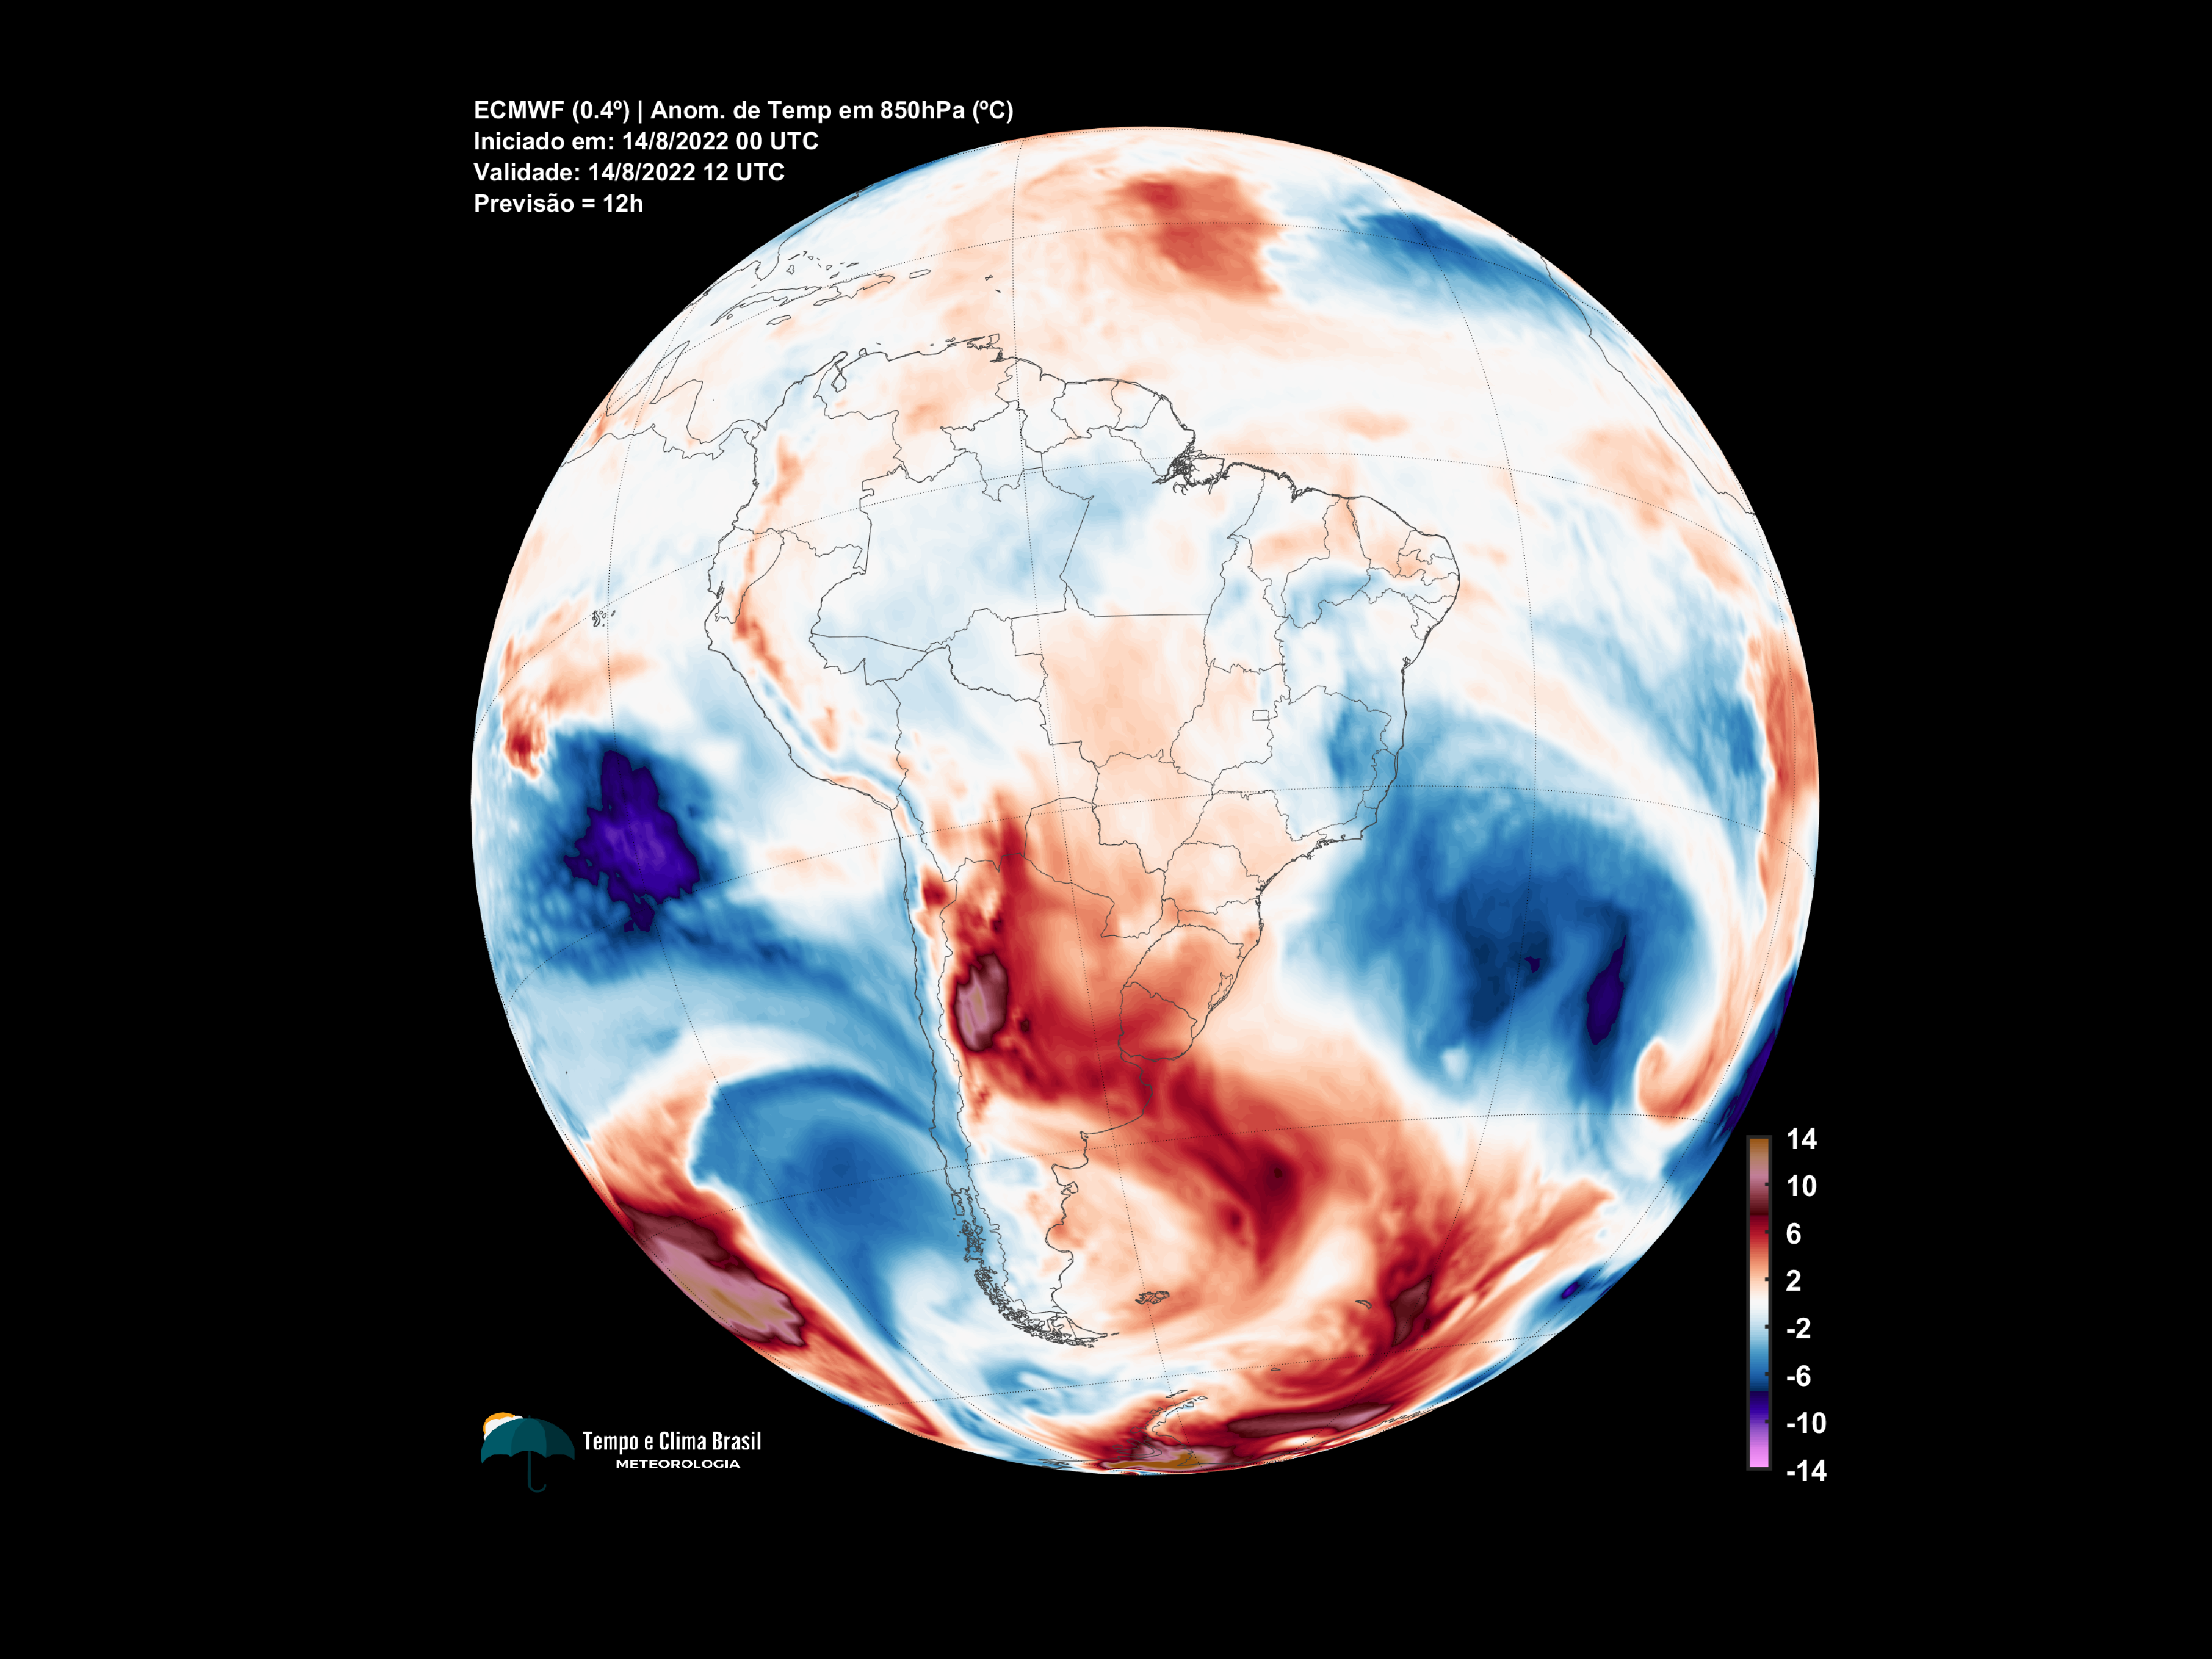 ECMWF (0.4º) | Anom. de Temp em 850hPa (ºC)
Iniciado em: 14/8/2022 00 UTC
Validade: 14/8/2022 12 UTC
Previsão = 12h
14
10
6
2
-2
-6
-10
-14
Tempo e Clima Brasil
METEOROLOGIA